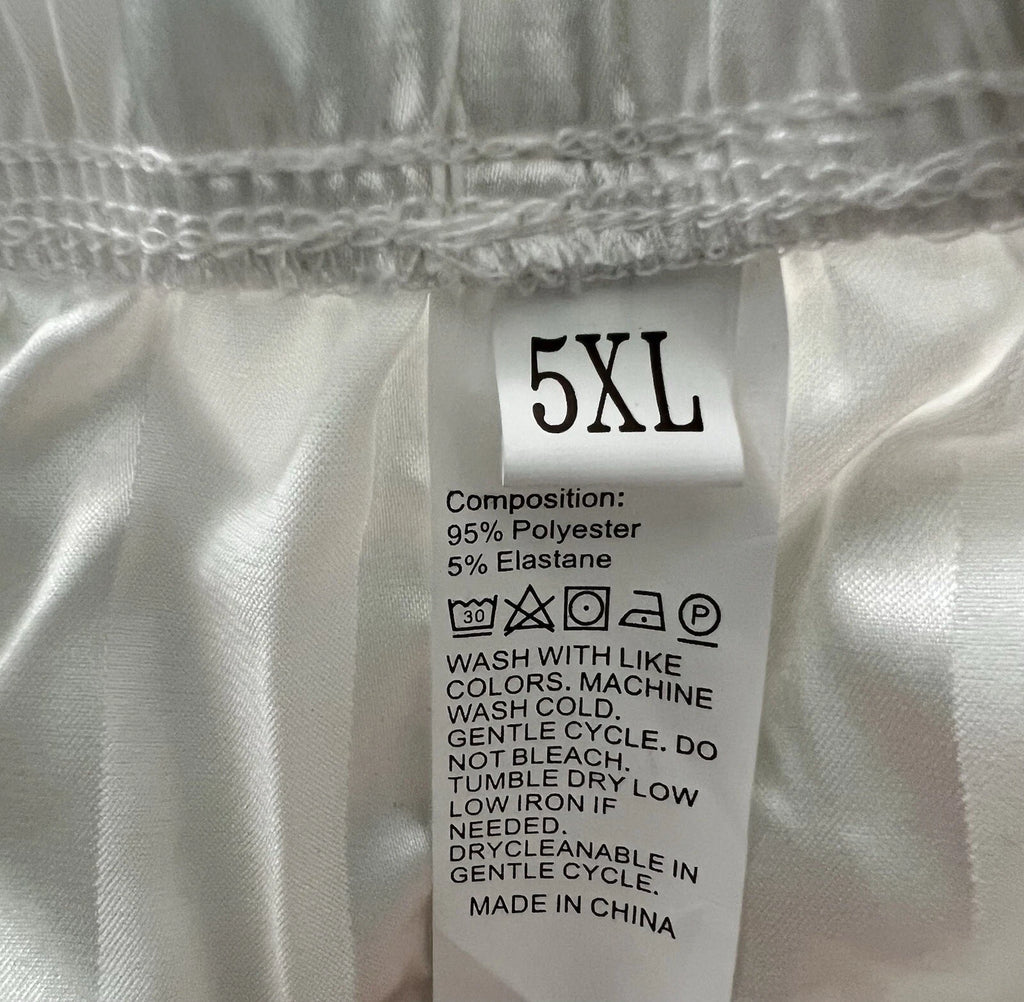 5XL
Composition:
95% Polyester
5% Elastane
30 P
WASH WITH LIKE
COLORS. MACHINE
WASH COLD.
GENTLE CYCLE. DO
NOT BLEACH.
TUMBLE DRY LOW
LOW IRON IF
NEEDED.
DRYCLEANABLE IN
GENTLE CYCLE.
MADE IN CHINA